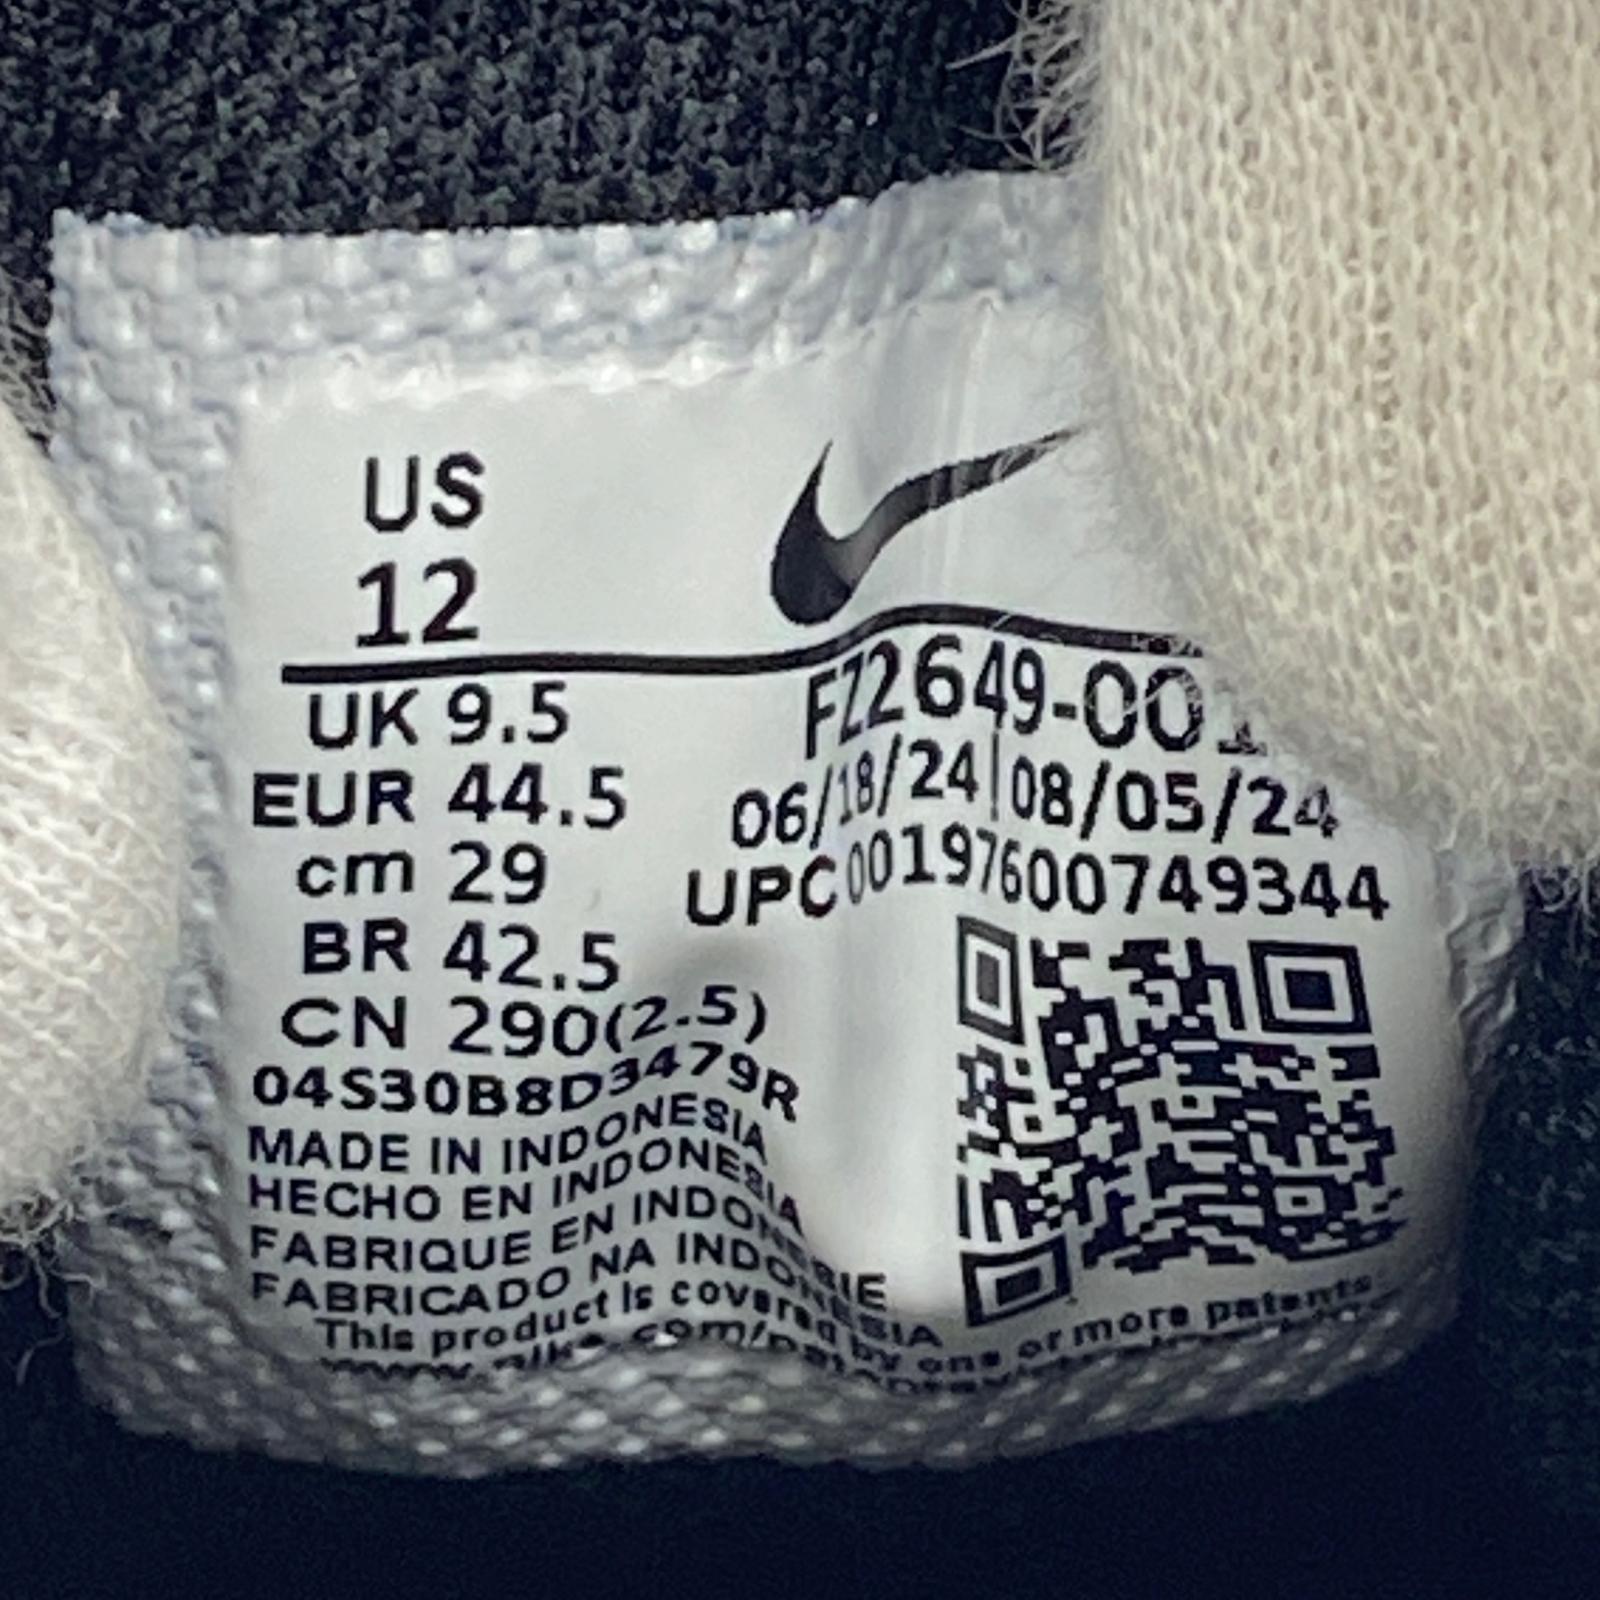 US
12
UK 9.5
EUR 44.5
cm 29
BR 42.5
CN 290(2.5)
04S30B8D3479R
MADE IN INDONESIA
HECHO EN INDONESIA
FABRIQUE EN INDONESIE
FABRICADO NA INDONESIA
This product is covered by one or more patents
FZ2649-001
06/18/24|08/05/24
UPC001976007​49344